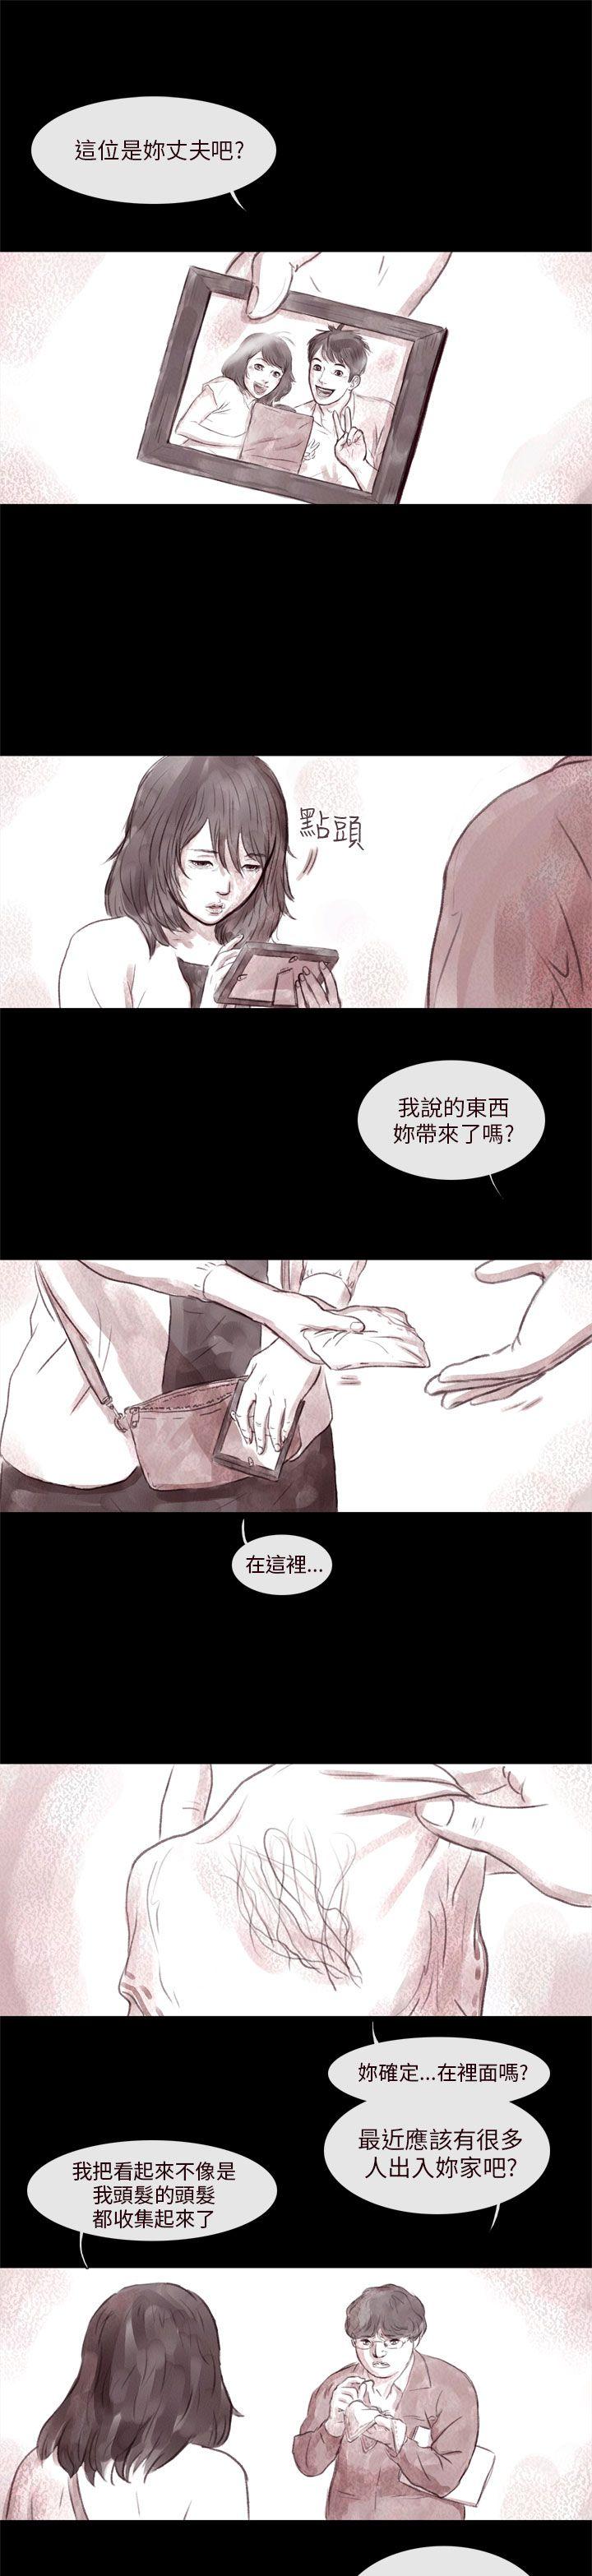 這位是妳丈夫吧?
點頭
我說的東西
妳帶來了嗎?
在這裡...
妳確定...在裡面嗎?
最近應該有很多
人出入妳家吧?
我把看起來不像是
我頭髮的頭髮
都收集起來了